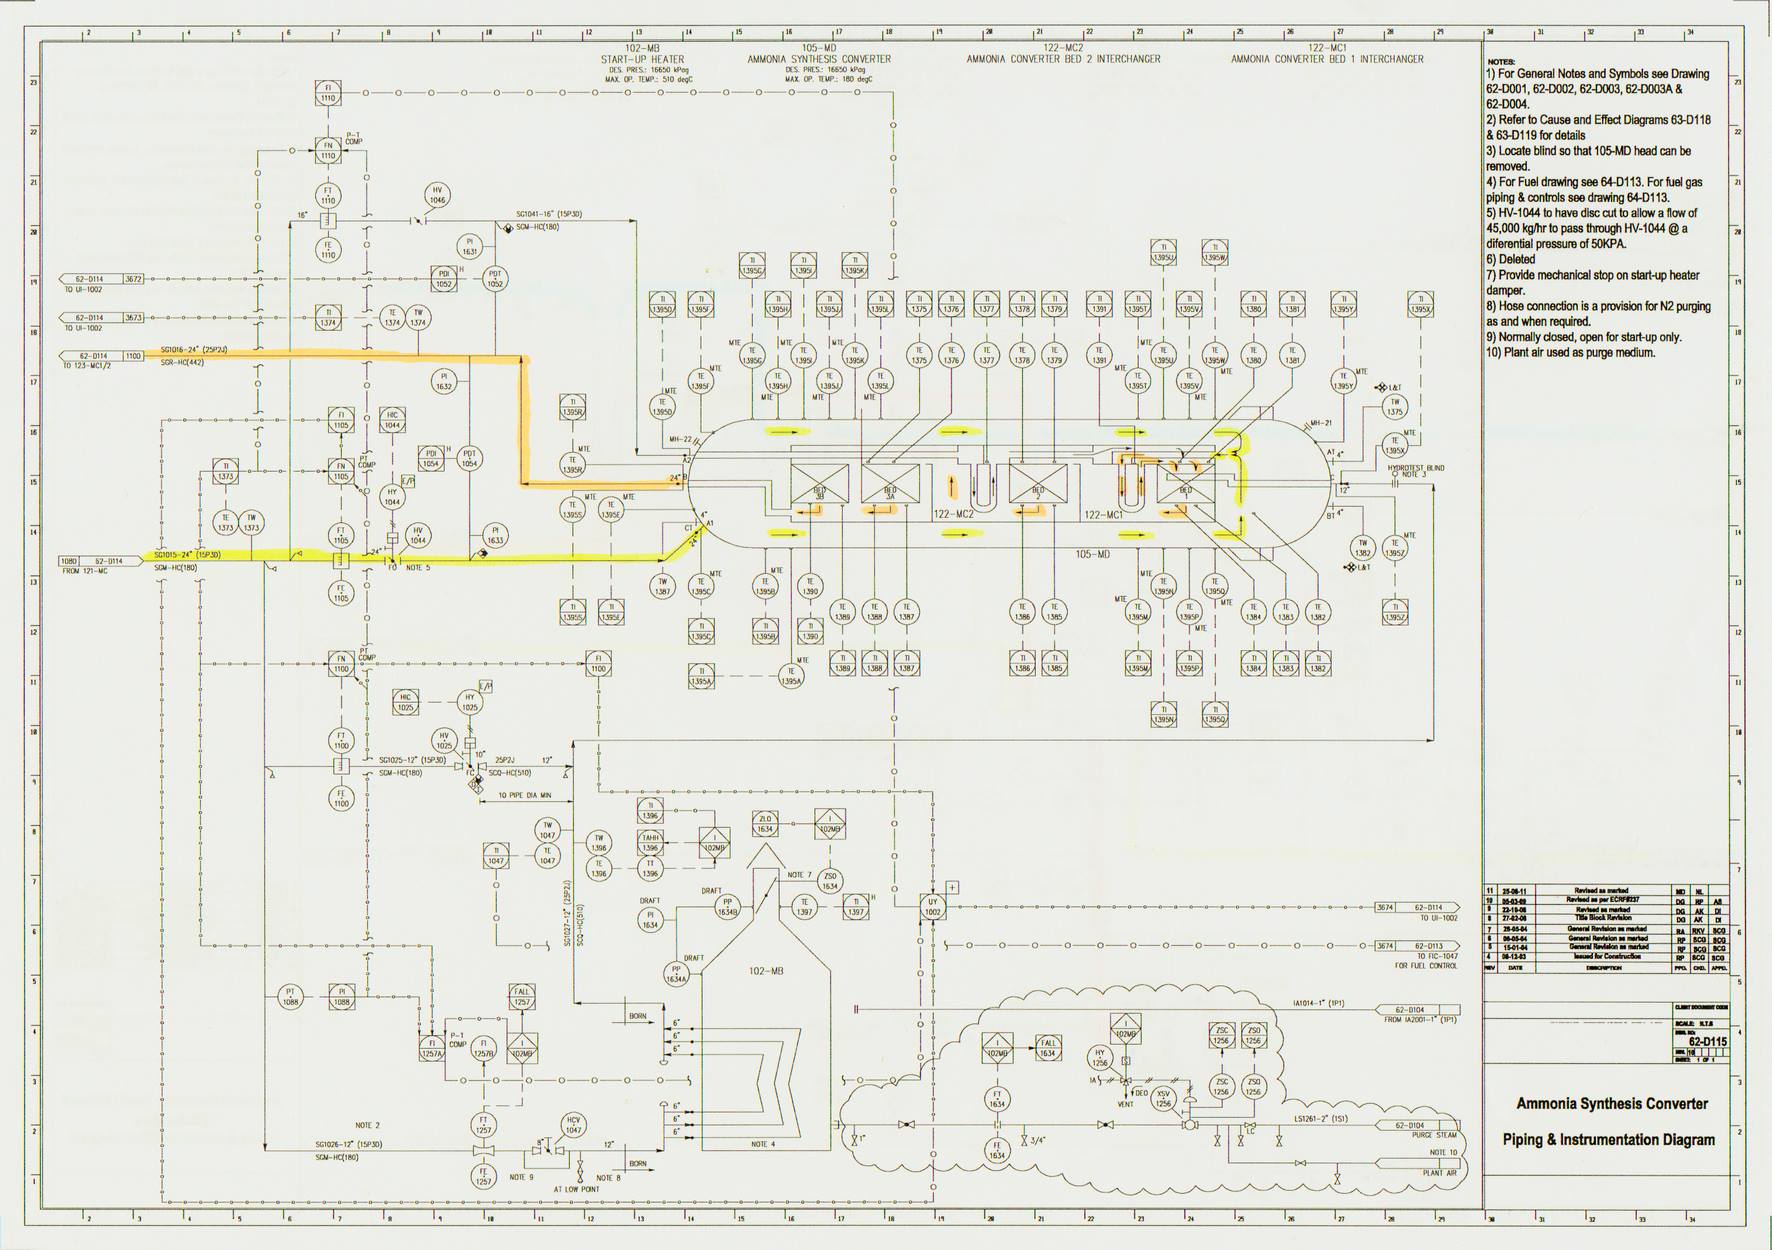 102-MB
START-UP HEATER
DES. PRES.: 16650 kPag
MAX. OP. TEMP.: 510 degC
105-MD
AMMONIA SYNTHESIS CONVERTER
DES. PRES.: 16650 kPag
MAX. OP. TEMP.: 180 degC
122-MC2
AMMONIA CONVERTER BED 2 INTERCHANGER
122-MC1
AMMONIA CONVERTER BED 1 INTERCHANGER
NOTES:
1) For General Notes and Symbols see Drawing
62-D001, 62-D002, 62-D003, 62-D003A &
62-D004.
2) Refer to Cause and Effect Diagrams 63-D118
& 63-D119 for details
3) Locate blind so that 105-MD head can be
removed.
4) For Fuel drawing see 64-D113. For fuel gas
piping & controls see drawing 64-D113.
5) HV-1044 to have disc cut to allow a flow of
45,000 kg/hr to pass through HV-1044 @ a
diferential pressure of 50KPA.
6) Deleted
7) Provide mechanical stop on start-up heater
damper.
8) Hose connection is a provision for N2 purging
as and when required.
9) Normally closed, open for start-up only.
10) Plant air used as purge medium.
FI 1110
FN 1110
P-T COMP
FT 1110
FE 1110
16"
HV 1046
SG1041-16" (15P3D)
SGM-HC(180)
PI 1631
PDI 1052 H
PDT 1052
62-D114 3672
TO UI-1002
62-D114 3673
TO UI-1002
TI 1374
TE 1374
TW 1374
62-D114 1100
TO 123-MC1/2
SG1016-24" (25P2J)
SGR-HC(442)
PI 1632
FI 1105
HIC 1044
PDI 1054 H
PDT 1054
TI 1373
FN 1105
PT COMP
HY 1044
E/P
TE 1373
TW 1373
FT 1105
HV 1044
PI 1633
24"
FO
NOTE 5
1080 62-D114
FROM 121-MC
SG1015-24" (15P3D)
SGM-HC(180)
FE 1105
TI 1395R
TE 1395R
MTE
TE 1395S
TE 1395E
TI 1395S
TI 1395E
TI 1395D
TI 1395F
TI 1395G
TI 1395H
TI 1395I
TI 1395J
TI 1395K
TI 1395L
TI 1375
TI 1376
TI 1377
TI 1378
TI 1379
TI 1391
TI 1395T
TI 1395U
TI 1395V
TI 1395W
TI 1380
TI 1381
TI 1395Y
TI 1395X
TE 1395D
TE 1395F
TE 1395G
TE 1395H
TE 1395I
TE 1395J
TE 1395K
TE 1395L
TE 1375
TE 1376
TE 1377
TE 1378
TE 1379
TE 1391
TE 1395T
TE 1395U
TE 1395V
TE 1395W
TE 1380
TE 1381
TE 1395Y
L&T
TW 1375
TE 1395X
MTE
MH-22
A2
24" B
4"
CT
A1
24"
BED 3B
BED 3A
BED 2
BED 1
122-MC2
122-MC1
105-MD
MH-21
AT 4"
C
12"
BT 4"
HYDROTEST BLIND
NOTE 3
TW 1382
TE 1395Z
L&T
TI 1395Z
TW 1387
TE 1395C
TE 1395B
TE 1390
TE 1389
TE 1388
TE 1387
TE 1386
TE 1385
TE 1395M
TE 1395N
TE 1395P
TE 1395Q
TE 1384
TE 1383
TE 1382
TI 1395C
TI 1395B
TI 1390
TI 1389
TI 1388
TI 1387
TI 1386
TI 1385
TI 1395M
TI 1395P
TI 1384
TI 1383
TI 1382
TI 1395A
TE 1395A
TI 1395N
TI 1395Q
FN 1100
PT COMP
FI 1100
HIC 1025
HY 1025
E/P
FT 1100
HV 1025
10"
SG1025-12" (15P3D)
SGM-HC(180)
FC
25P2J
SCQ-HC(510)
12"
FE 1100
10 PIPE DIA MIN
TI 1047
TW 1047
TE 1047
TW 1396
TE 1396
TI 1396
TAHH 1396
TT 1396
I 102MB
ZLO 1634
I 102MB
NOTE 7
ZSO 1634
DRAFT
PI 1634
DRAFT
PP 1634B
DRAFT
PP 1634A
TE 1397
TI 1397 H
UY 1002
102-MB
SG1027-12" (25P2J)
SCQ-HC(510)
3674 62-D114
TO UI-1002
3674 62-D113
TO FIC-1047
FOR FUEL CONTROL
PT 1088
PI 1088
FALL 1257
FI 1257A
P-T COMP
FI 1257B
I 102MB
BORN
6"
6"
6"
6"
6"
6"
NOTE 2
SG1026-12" (15P3D)
SGM-HC(180)
FT 1257
FE 1257
HCV 1047
8"
12"
NOTE 9
AT LOW POINT
NOTE 8
BORN
NOTE 4
IA1014-1" (1P1)
62-D104
FROM IA2001-1" (1P1)
I 102MB
FALL 1634
I 102MB
ZSC 1256
ZSO 1256
HY 1256
IA
DEO
VENT
XSV 1256
ZSC 1256
ZSO 1256
FT 1634
FE 1634
1"
3/4"
LC
LS1261-2" (1S1)
62-D104
PURGE STEAM
NOTE 10
PLANT AIR
11 25-06-11 Revised as marked MD NL
10 05-03-09 Revised as per ECRF#237 DG RP AB
9 22-10-08 Revised as marked DG AK DI
8 27-02-08 Title Block Revision DG AK DI
7 28-05-04 General Revision as marked RA RKV SCG
6 06-05-04 General Revision as marked RP SCG SCG
5 15-01-04 General Revision as marked RP SCG SCG
4 06-12-03 Issued for Construction RP SCG SCG
REV DATE DESCRIPTION PPD. CKD. APPD.
CLIENT DOCUMENT CODE
SCALE: N.T.S
62-D115
SHEET: 1 OF 1
Ammonia Synthesis Converter
Piping & Instrumentation Diagram